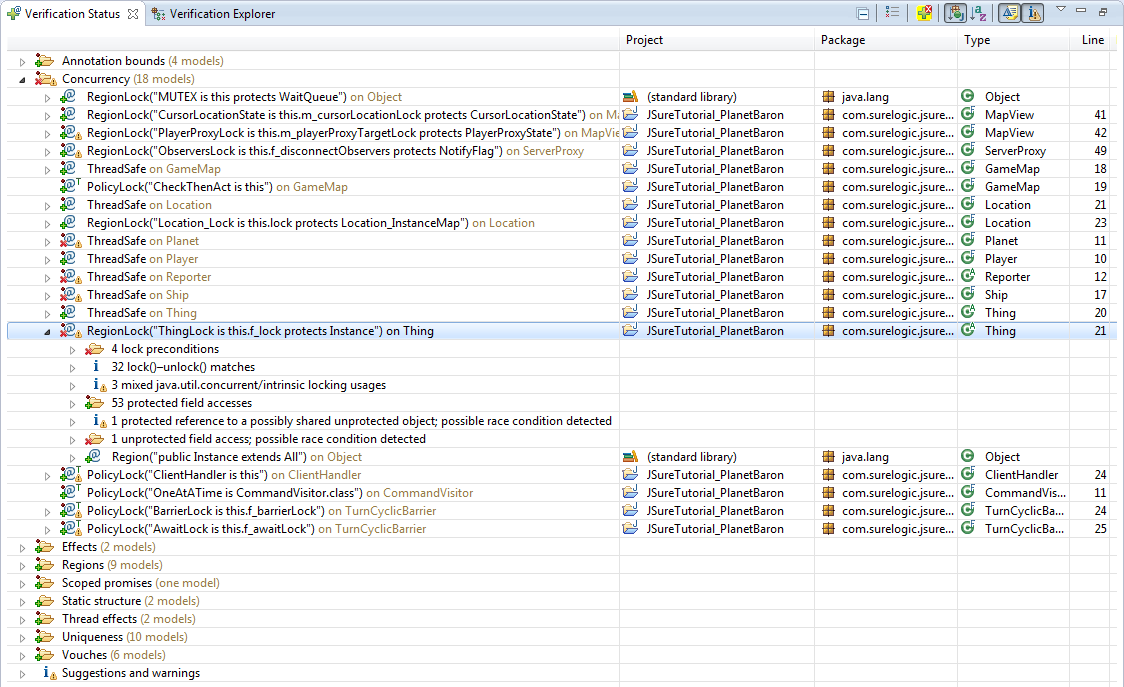 Verification Status Verification Explorer
Project Package Type Line
Annotation bounds (4 models)
Concurrency (18 models)
RegionLock("MUTEX is this protects WaitQueue") on Object (standard library) java.lang Object
RegionLock("CursorLocationState is this.m_cursorLocationLock protects CursorLocationState") on Ma JSureTutorial_PlanetBaron com.surelogic.jsure... MapView 41
RegionLock("PlayerProxyLock is this.m_playerProxyTargetLock protects PlayerProxyState") on MapVie JSureTutorial_PlanetBaron com.surelogic.jsure... MapView 42
RegionLock("ObserversLock is this.f_disconnectObservers protects NotifyFlag") on ServerProxy JSureTutorial_PlanetBaron com.surelogic.jsure... ServerProxy 49
ThreadSafe on GameMap JSureTutorial_PlanetBaron com.surelogic.jsure... GameMap 18
PolicyLock("CheckThenAct is this") on GameMap JSureTutorial_PlanetBaron com.surelogic.jsure... GameMap 19
ThreadSafe on Location JSureTutorial_PlanetBaron com.surelogic.jsure... Location 21
RegionLock("Location_Lock is this.lock protects Location_InstanceMap") on Location JSureTutorial_PlanetBaron com.surelogic.jsure... Location 23
ThreadSafe on Planet JSureTutorial_PlanetBaron com.surelogic.jsure... Planet 11
ThreadSafe on Player JSureTutorial_PlanetBaron com.surelogic.jsure... Player 10
ThreadSafe on Reporter JSureTutorial_PlanetBaron com.surelogic.jsure... Reporter 12
ThreadSafe on Ship JSureTutorial_PlanetBaron com.surelogic.jsure... Ship 17
ThreadSafe on Thing JSureTutorial_PlanetBaron com.surelogic.jsure... Thing 20
RegionLock("ThingLock is this.f_lock protects Instance") on Thing JSureTutorial_PlanetBaron com.surelogic.jsure... Thing 21
4 lock preconditions
32 lock()–unlock() matches
3 mixed java.util.concurrent/intrinsic locking usages
53 protected field accesses
1 protected reference to a possibly shared unprotected object; possible race condition detected
1 unprotected field access; possible race condition detected
Region("public Instance extends All") on Object (standard library) java.lang Object
PolicyLock("ClientHandler is this") on ClientHandler JSureTutorial_PlanetBaron com.surelogic.jsure... ClientHandler 24
PolicyLock("OneAtATime is CommandVisitor.class") on CommandVisitor JSureTutorial_PlanetBaron com.surelogic.jsure... CommandVis... 11
PolicyLock("BarrierLock is this.f_barrierLock") on TurnCyclicBarrier JSureTutorial_PlanetBaron com.surelogic.jsure... TurnCyclicBa... 24
PolicyLock("AwaitLock is this.f_awaitLock") on TurnCyclicBarrier JSureTutorial_PlanetBaron com.surelogic.jsure... TurnCyclicBa... 25
Effects (2 models)
Regions (9 models)
Scoped promises (one model)
Static structure (2 models)
Thread effects (2 models)
Uniqueness (10 models)
Vouches (6 models)
Suggestions and warnings